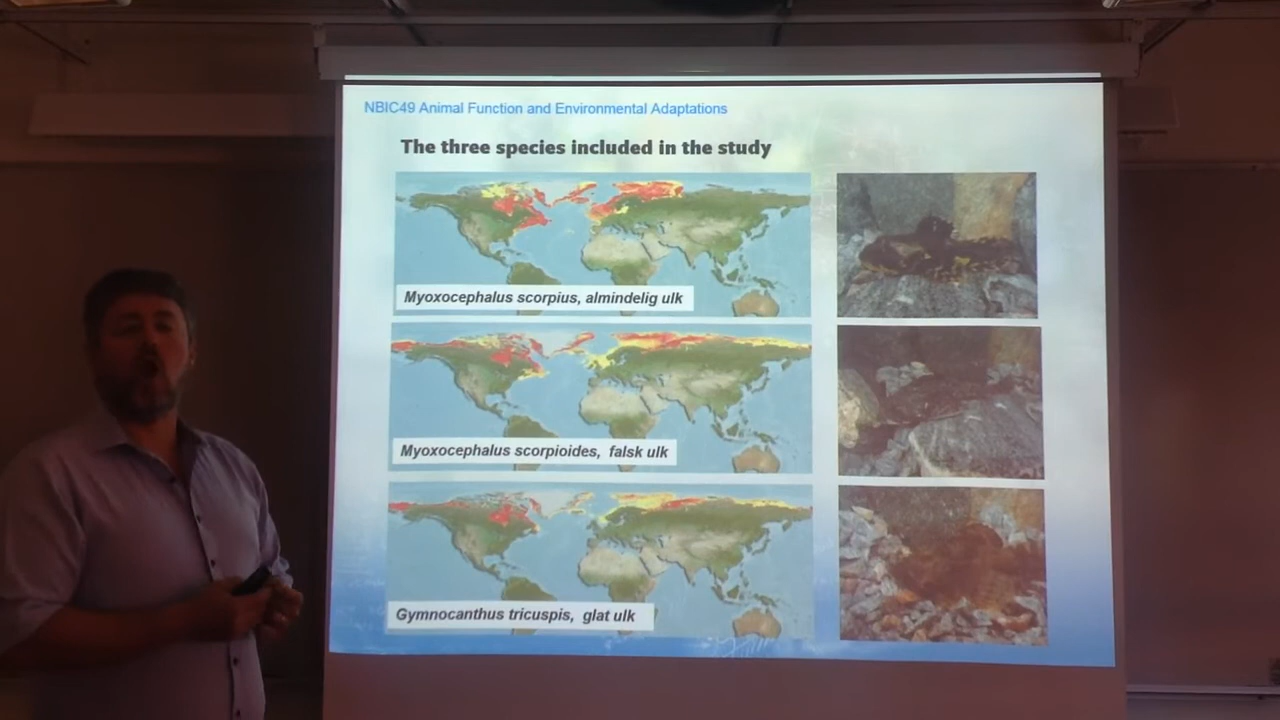 NBIC49 Animal Function and Environmental Adaptations
The three species included in the study
Myoxocephalus scorpius, almindelig ulk
Myoxocephalus scorpioides, falsk ulk
Gymnocanthus tricuspis, glat ulk